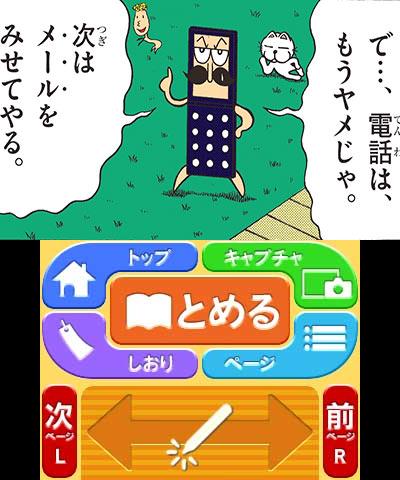 で…、電話は、
もうヤメじゃ。
次は
メールを
みせてやる。
トップ
キャプチャ
とめる
しおり
ページ
次
ページ
L
前
ページ
R